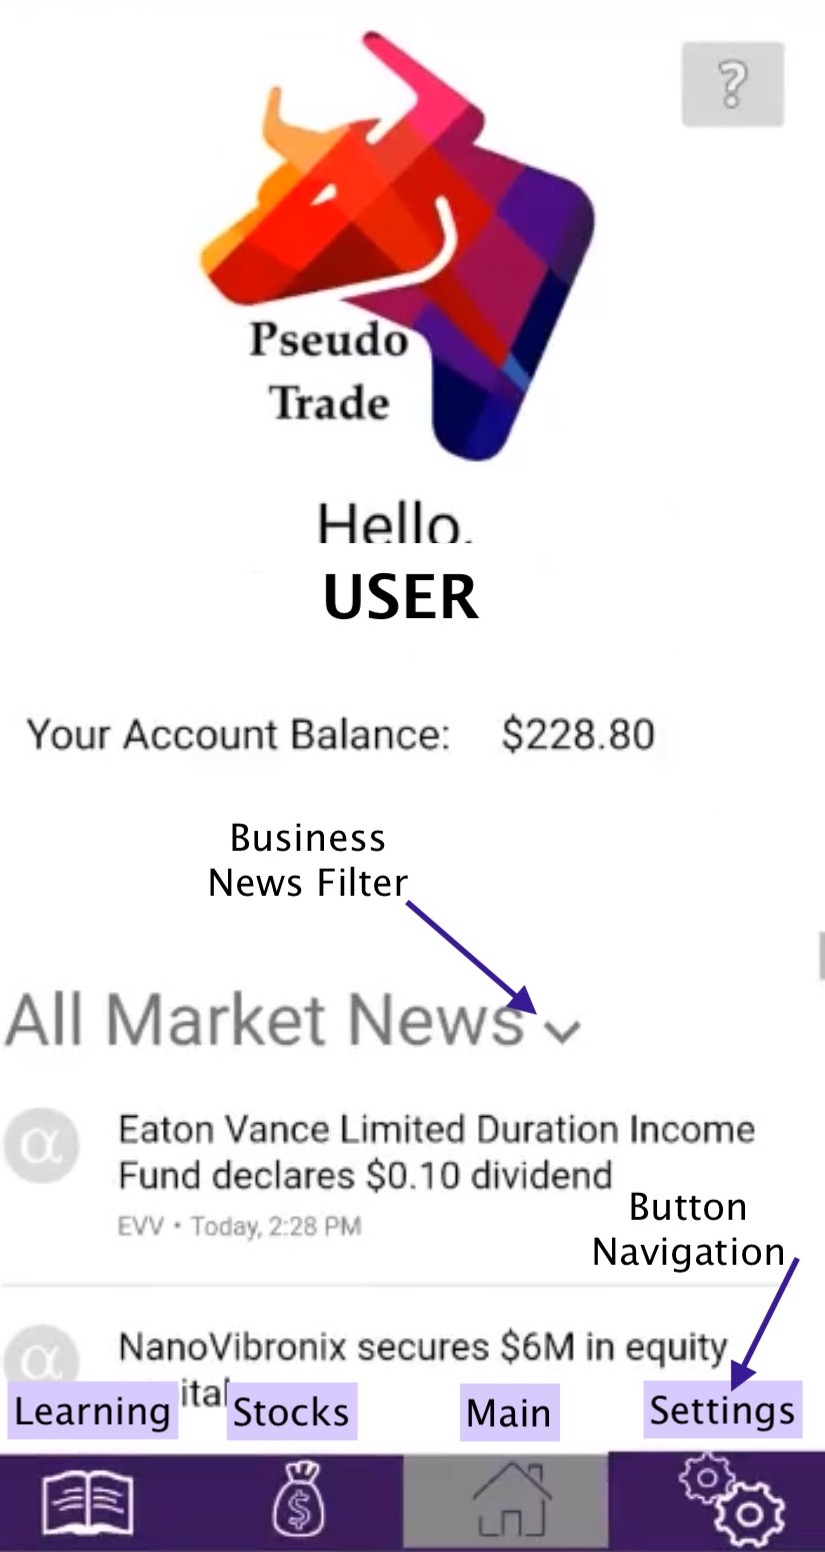 ?
Pseudo
Trade
Hello,
USER
Your Account Balance: $228.80
Business
News Filter
All Market News
α
Eaton Vance Limited Duration Income
Fund declares $0.10 dividend
EVV • Today, 2:28 PM
Button
Navigation
α
NanoVibronix secures $6M in equity
ital
Learning
Stocks
Main
Settings
$